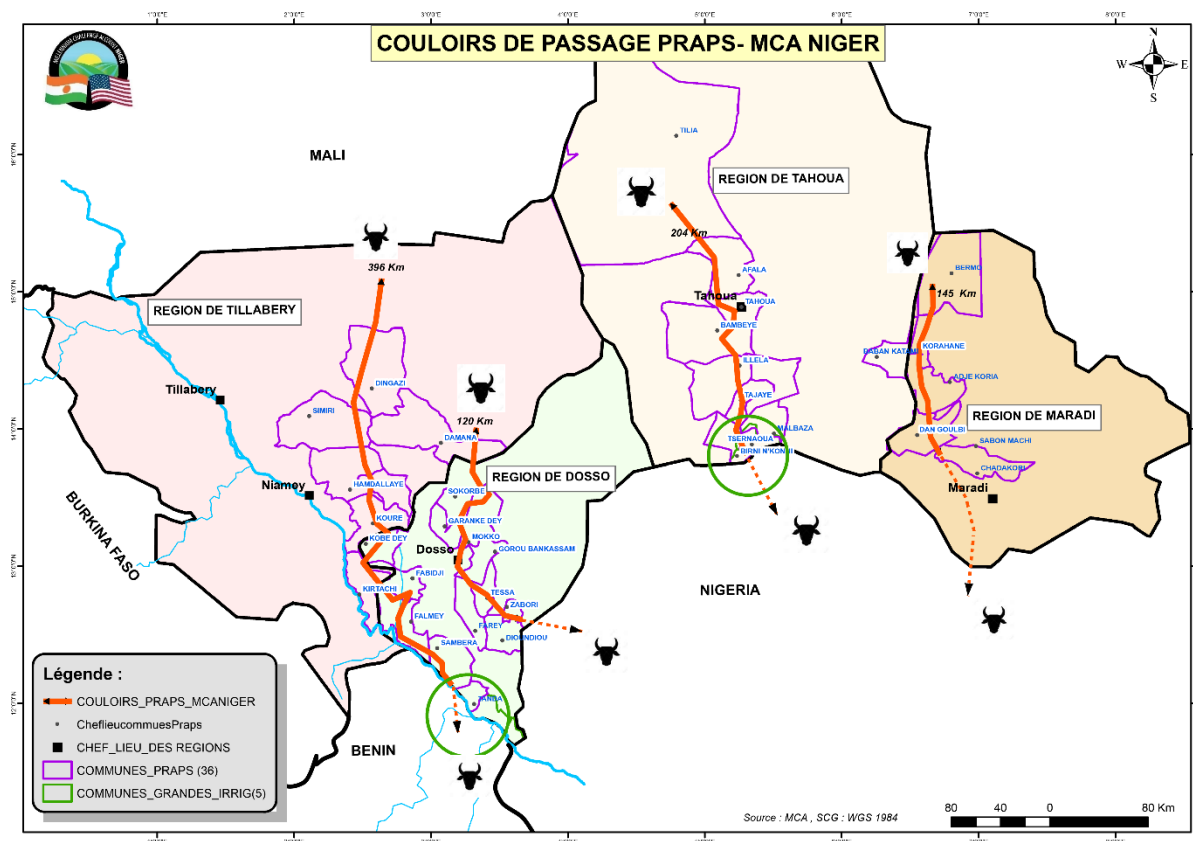 COULOIRS DE PASSAGE PRAPS- MCA NIGER
N
W
E
S
MALI
TILIA
REGION DE TAHOUA
204 Km
396 Km
AFALA
BERMO
145 Km
REGION DE TILLABERY
Tahoua
TAHOUA
BAMBEYE
KORAHANE
ILLELA
ADJE KORIA
Tillabery
DINGAZI
SIMIRI
TAJAYE
REGION DE MARADI
120 Km
DAMANA
MALBAZA
DAN GOULBI
TSERNAOUA
BIRNI N'KONNI
SABON MACHI
CHADAKORI
REGION DE DOSSO
Niamey
HAMDALLAYE
SOKORBE
Maradi
BURKINA FASO
KOURE
GARANKE DEY
KOBE DEY
MOKKO
Dosso
GOROU BANKASSAM
FABIDJI
NIGERIA
KIRTACHI
TESSA
ZABORI
FALMEY
FAREY
DIOUNDIOU
SAMBERA
TANDA
BENIN
Légende :
COULOIRS_PRAPS_MCANIGER
CheflieucommuesPraps
CHEF_LIEU_DES REGIONS
COMMUNES_PRAPS (36)
COMMUNES_GRANDES_IRRIG(5)
Source : MCA , SCG : WGS 1984
80 40 0 80 Km